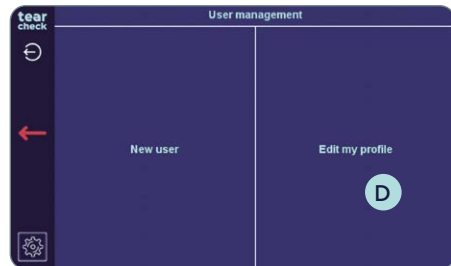 tear
check
User management
New user
Edit my profile
D